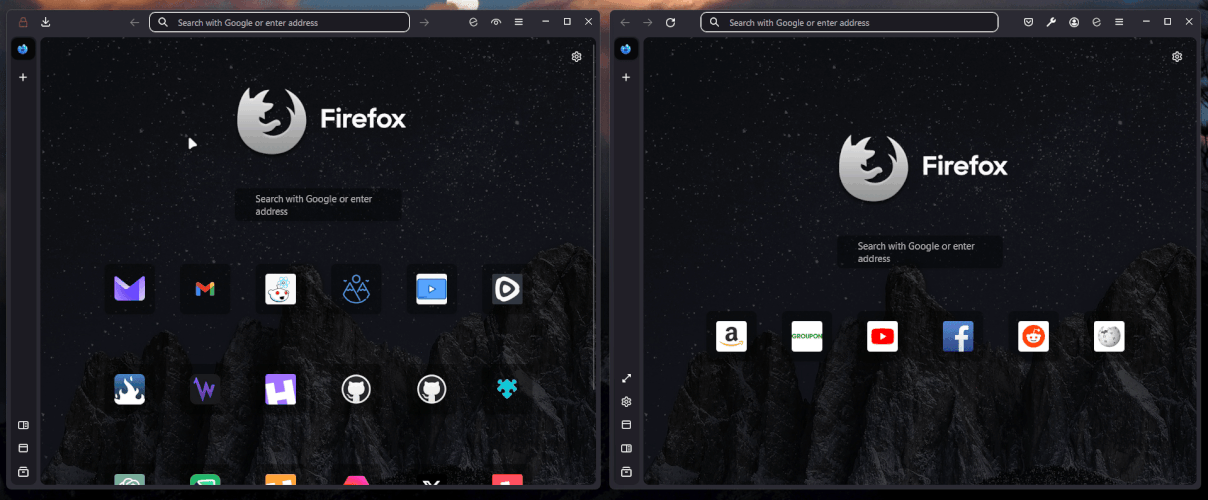 Search with Google or enter address
Firefox
Search with Google or enter
address
Search with Google or enter address
Firefox
Search with Google or enter
address
a
GROUPON
f